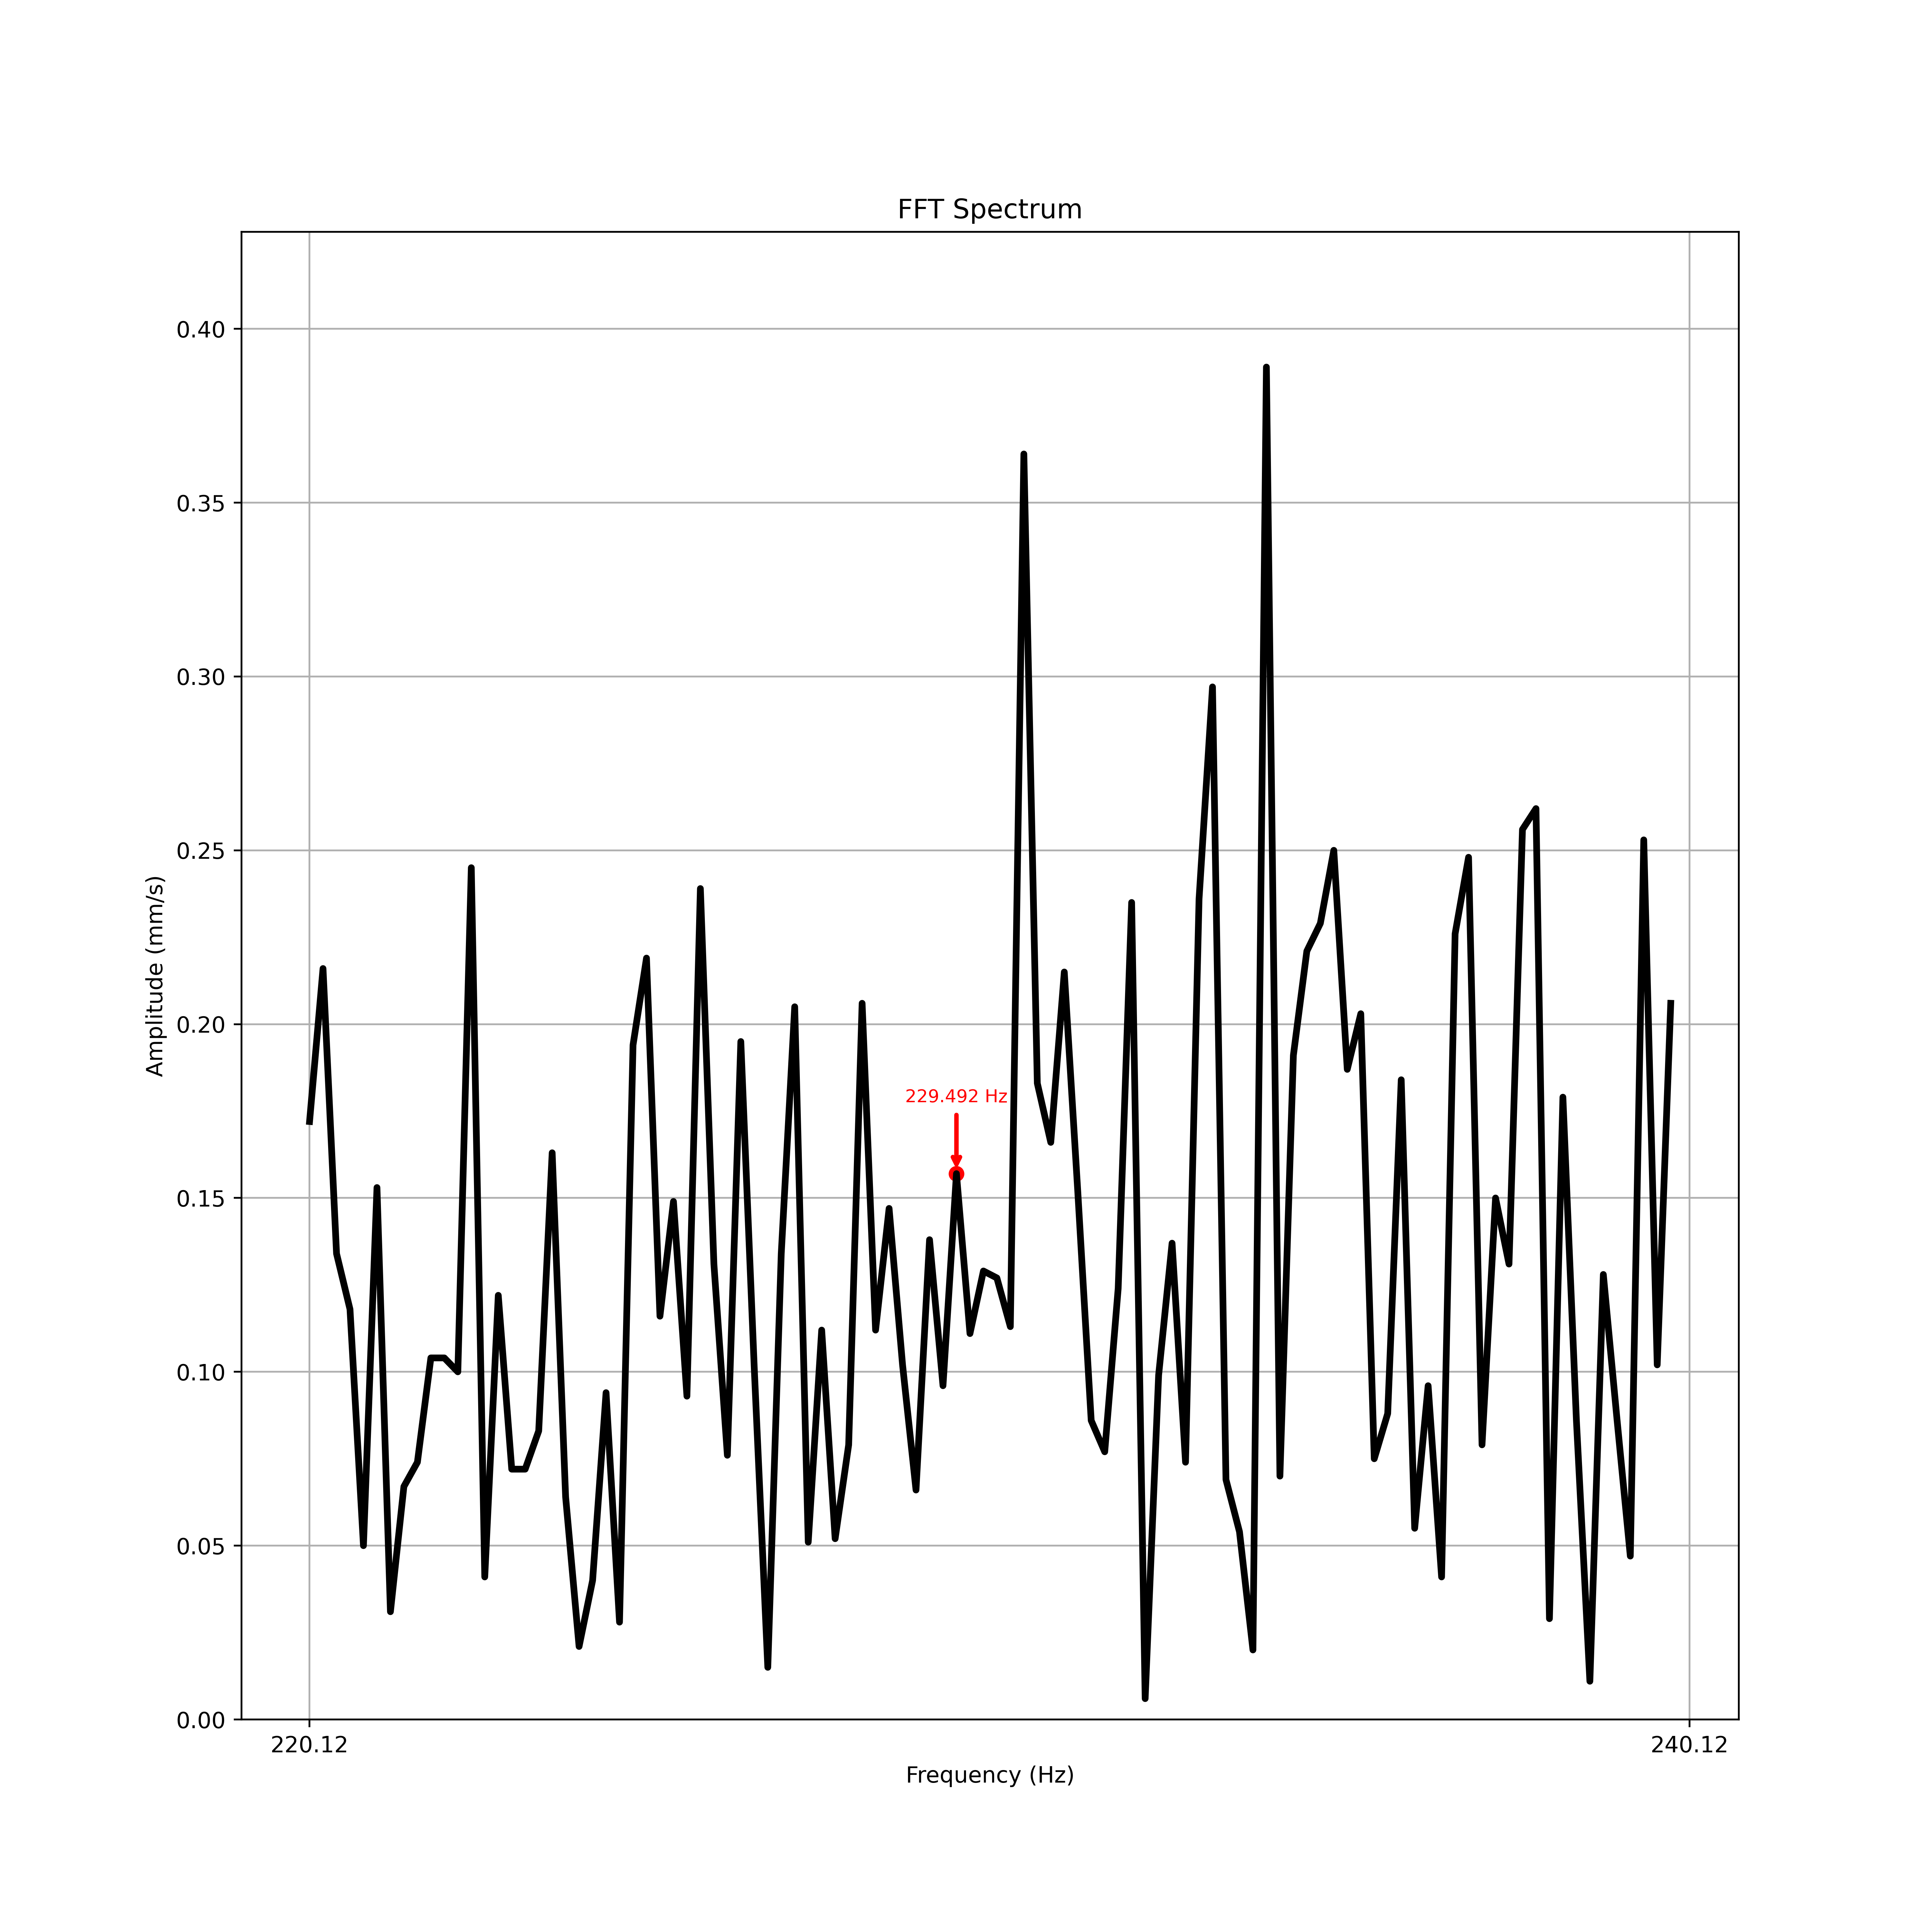 FFT Spectrum
0.40
0.35
0.30
0.25
0.20
0.15
0.10
0.05
0.00
Amplitude (mm/s)
229.492 Hz
220.12
240.12
Frequency (Hz)